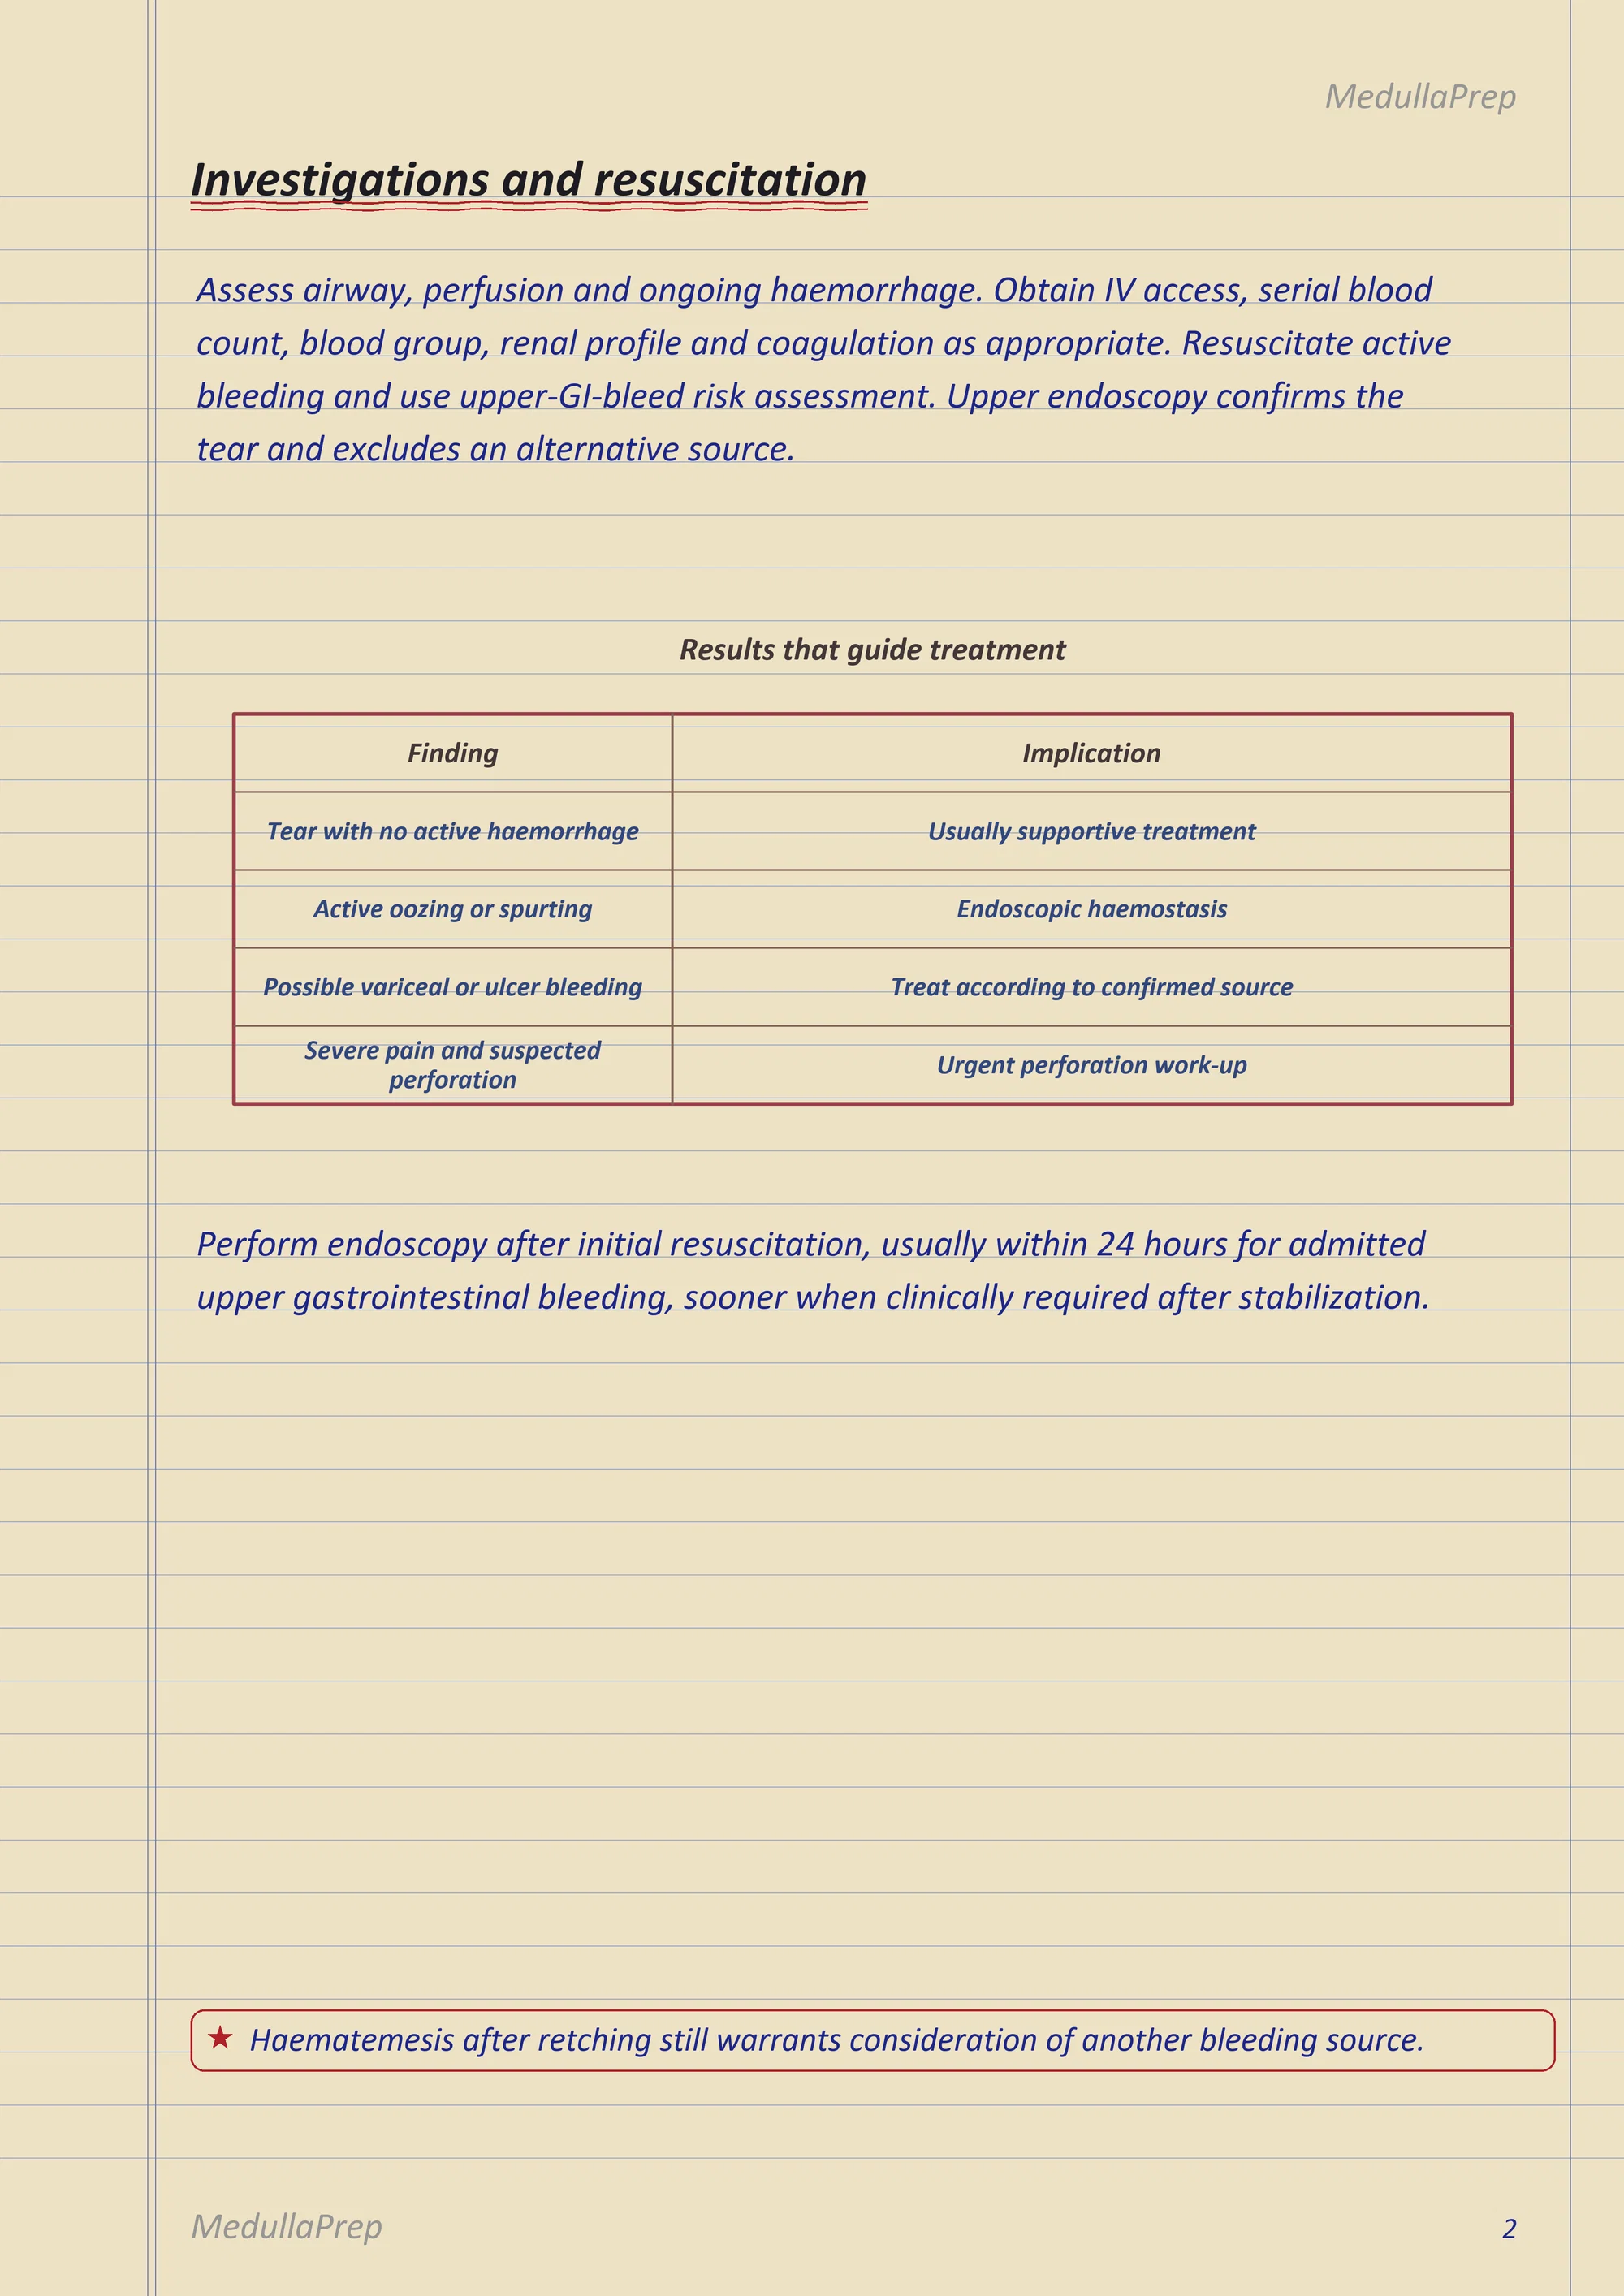 MedullaPrep
Investigations and resuscitation
Assess airway, perfusion and ongoing haemorrhage. Obtain IV access, serial blood
count, blood group, renal profile and coagulation as appropriate. Resuscitate active
bleeding and use upper-GI-bleed risk assessment. Upper endoscopy confirms the
tear and excludes an alternative source.
Results that guide treatment
Finding Implication
Tear with no active haemorrhage Usually supportive treatment
Active oozing or spurting Endoscopic haemostasis
Possible variceal or ulcer bleeding Treat according to confirmed source
Severe pain and suspected
perforation Urgent perforation work-up
Perform endoscopy after initial resuscitation, usually within 24 hours for admitted
upper gastrointestinal bleeding, sooner when clinically required after stabilization.
★ Haematemesis after retching still warrants consideration of another bleeding source.
MedullaPrep 2